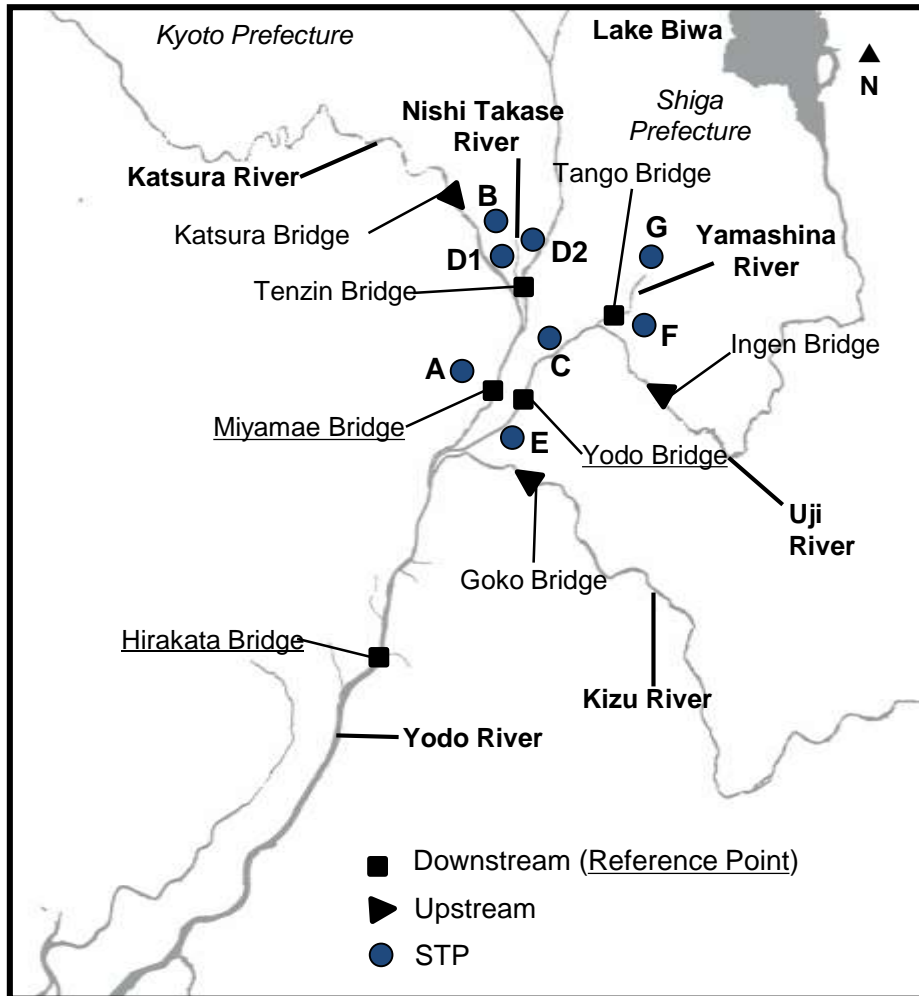 Kyoto Prefecture
Lake Biwa
N
Nishi Takase
River
Shiga
Prefecture
Katsura River
Tango Bridge
B
G
Katsura Bridge
D1
D2
Yamashina
River
Tenzin Bridge
F
Ingen Bridge
A
C
Miyamae Bridge
E
Yodo Bridge
Uji
River
Goko Bridge
Hirakata Bridge
Kizu River
Yodo River
Downstream (Reference Point)
Upstream
STP